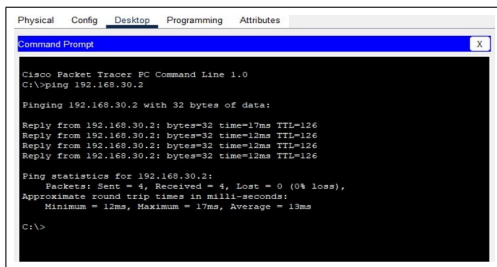 Physical Config Desktop Programming Attributes
Command Prompt X
Cisco Packet Tracer PC Command Line 1.0
C:\>ping 192.168.30.2
Pinging 192.168.30.2 with 32 bytes of data:
Reply from 192.168.30.2: bytes=32 time=17ms TTL=126
Reply from 192.168.30.2: bytes=32 time=12ms TTL=126
Reply from 192.168.30.2: bytes=32 time=12ms TTL=126
Reply from 192.168.30.2: bytes=32 time=12ms TTL=126
Ping statistics for 192.168.30.2:
Packets: Sent = 4, Received = 4, Lost = 0 (0% loss),
Approximate round trip times in milli-seconds:
Minimum = 12ms, Maximum = 17ms, Average = 13ms
C:\>